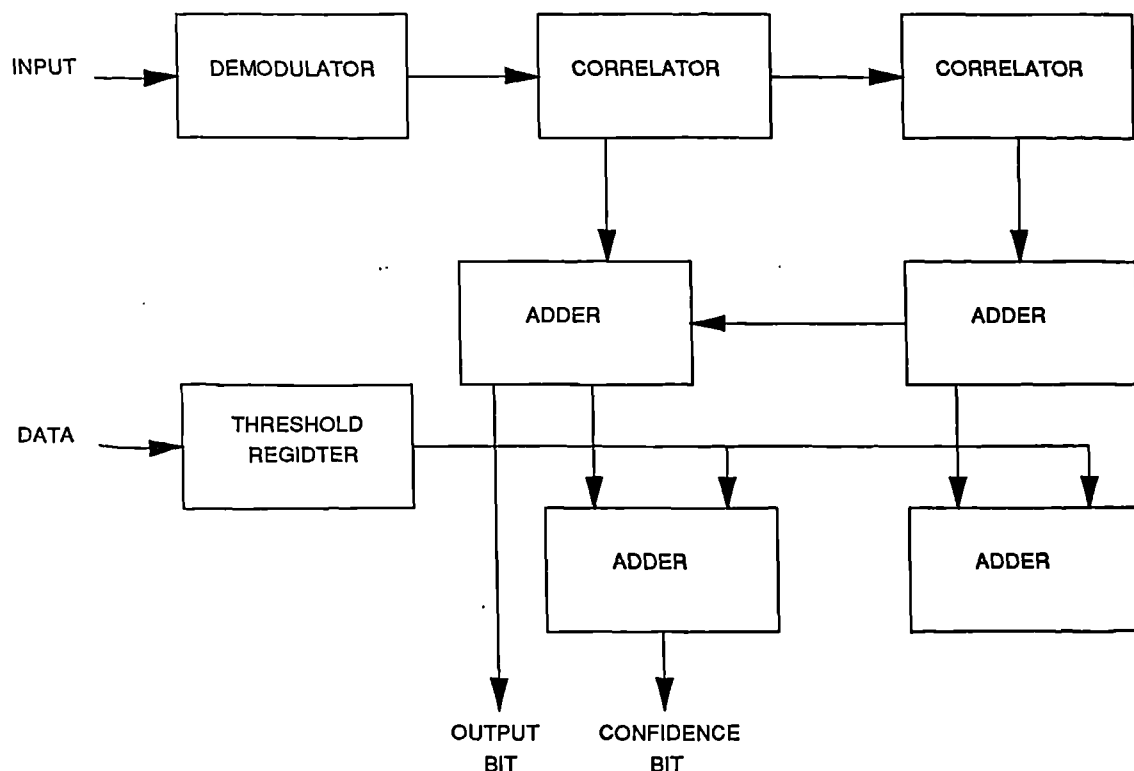 INPUT
DEMODULATOR
CORRELATOR
CORRELATOR
ADDER
ADDER
DATA
THRESHOLD
REGIDTER
ADDER
ADDER
OUTPUT
BIT
CONFIDENCE
BIT